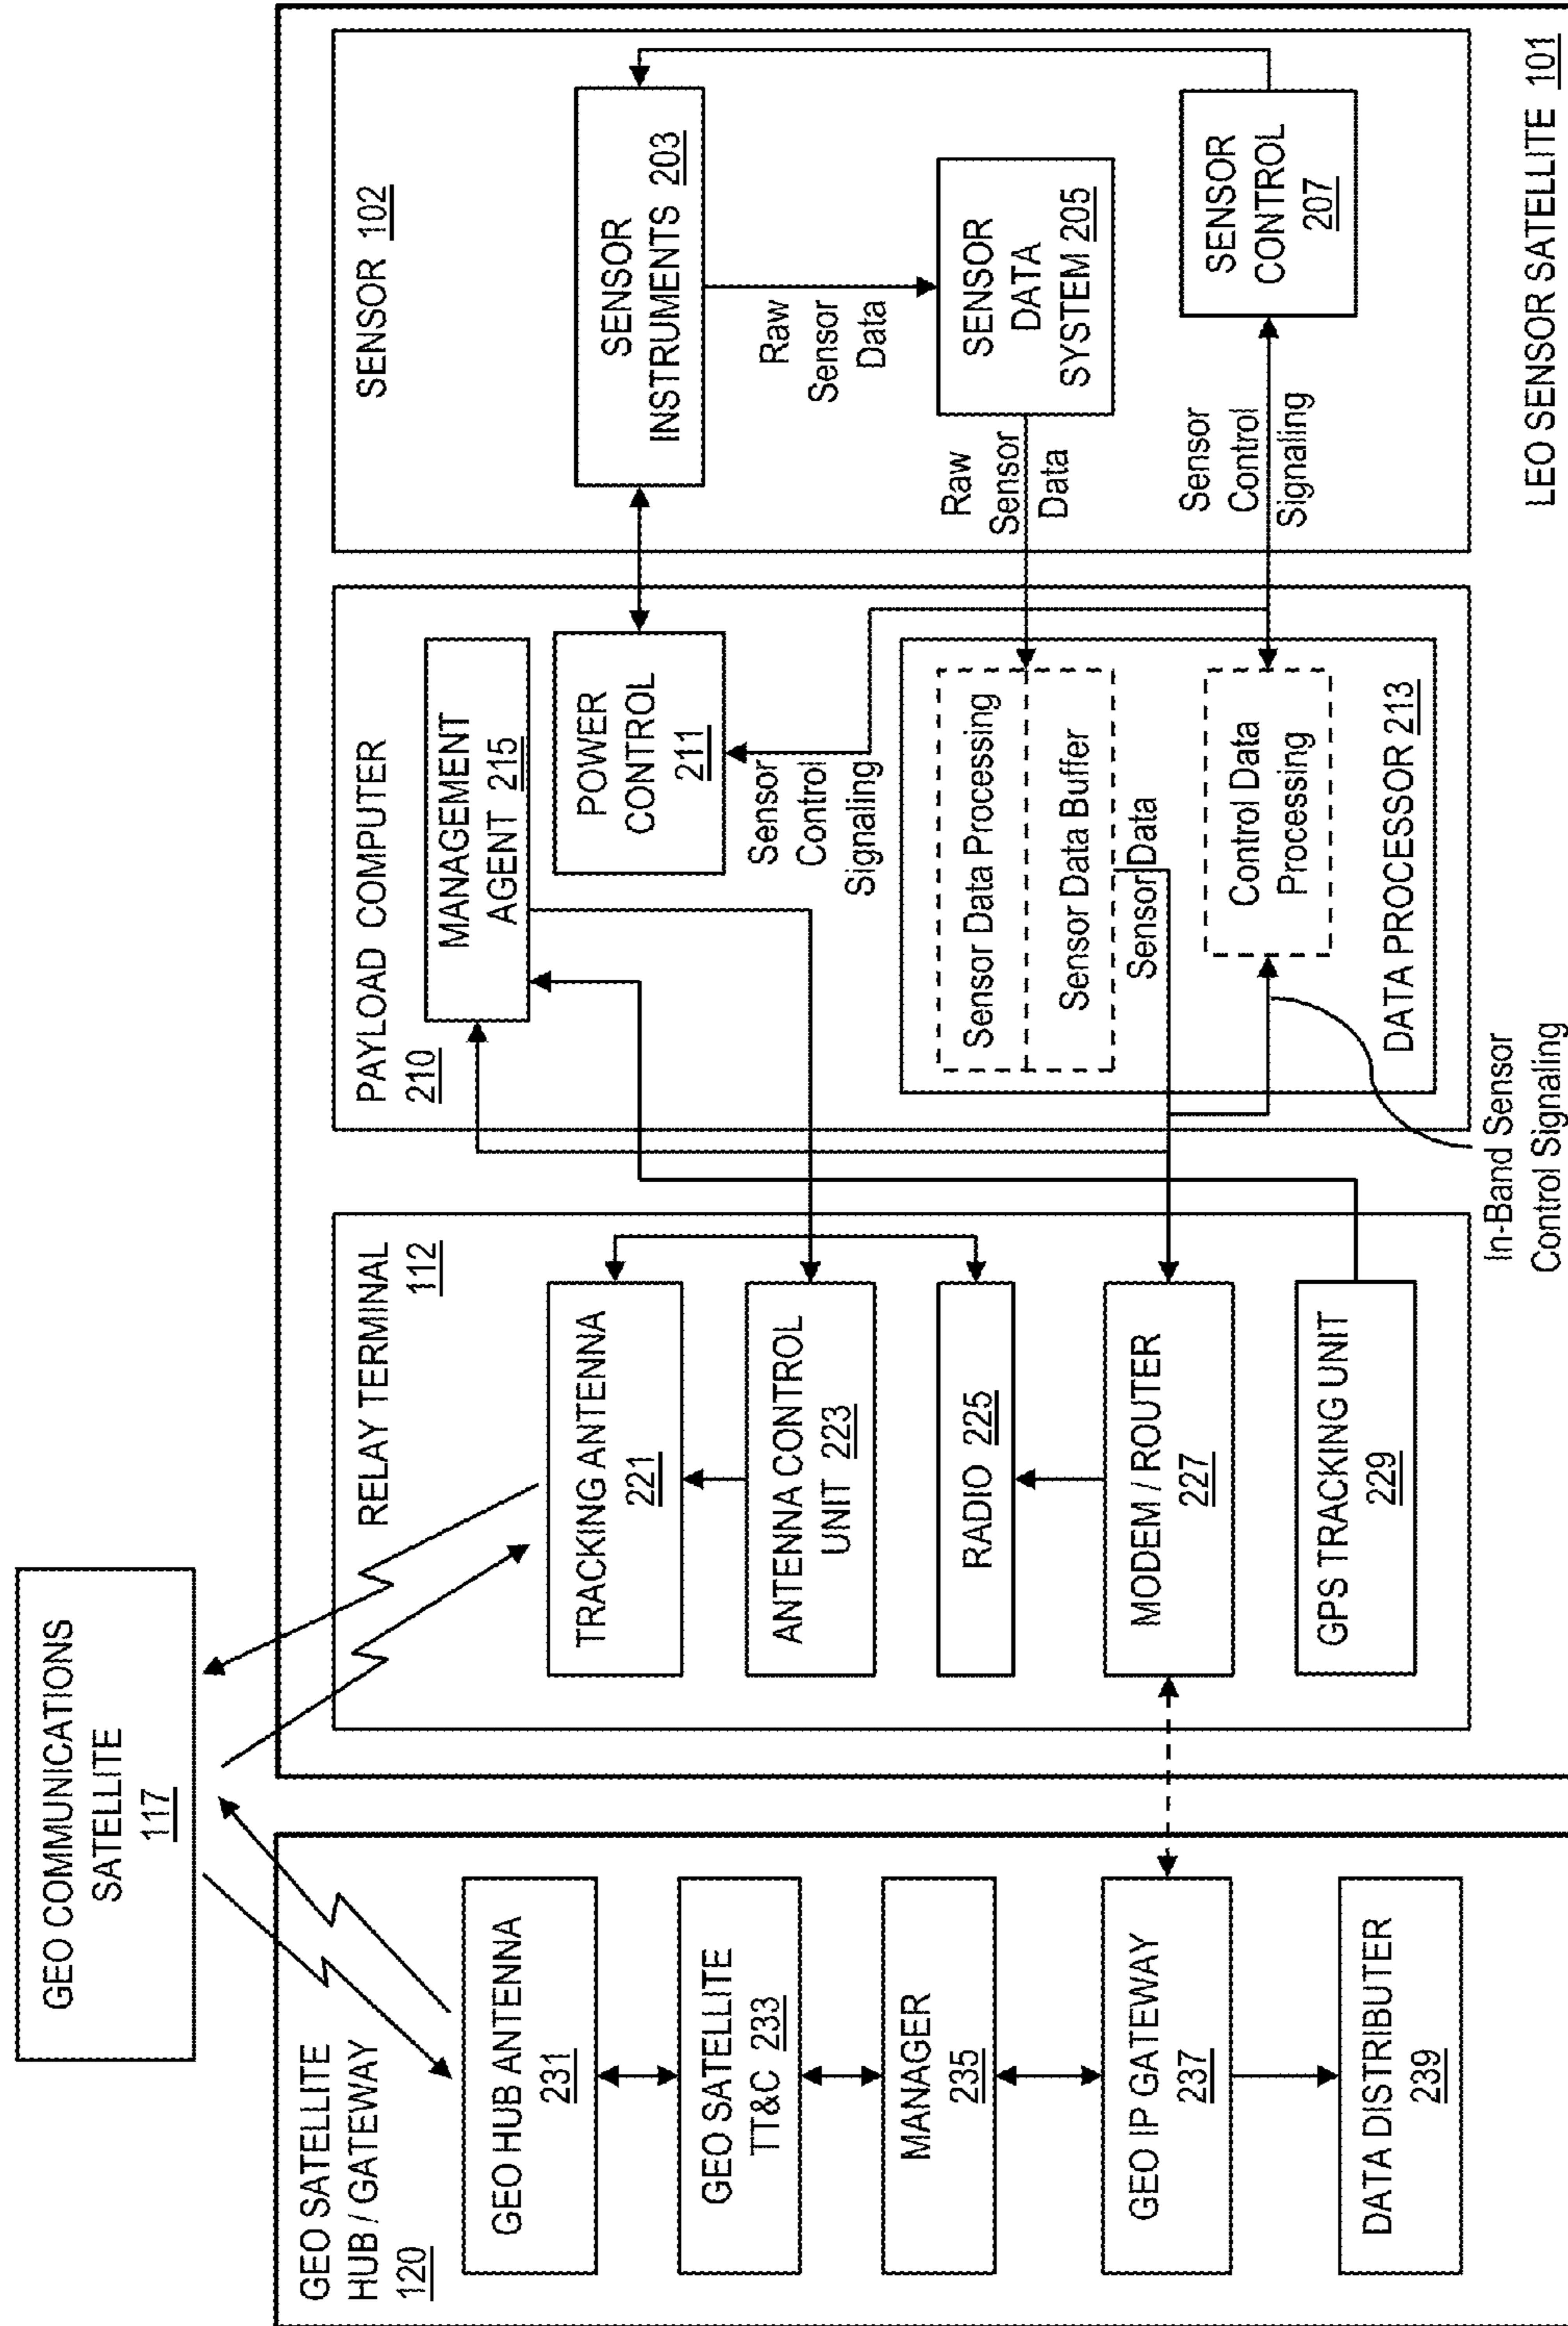 GEO COMMUNICATIONS
SATELLITE
117
GEO SATELLITE
HUB / GATEWAY
120
GEO HUB ANTENNA
231
GEO SATELLITE
TT&C 233
MANAGER
235
GEO IP GATEWAY
237
DATA DISTRIBUTER
239
RELAY TERMINAL
112
TRACKING ANTENNA
221
ANTENNA CONTROL
UNIT 223
RADIO 225
MODEM / ROUTER
227
GPS TRACKING UNIT
229
PAYLOAD COMPUTER
210
MANAGEMENT
AGENT 215
POWER
CONTROL
211
Sensor
Control
Signaling
Sensor Data Processing
Sensor Data Buffer
Sensor Data
Control Data
Processing
DATA PROCESSOR 213
In-Band Sensor
Control Signaling
SENSOR 102
SENSOR
INSTRUMENTS 203
Raw
Sensor
Data
SENSOR
DATA
SYSTEM 205
Raw
Sensor
Data
SENSOR
CONTROL
207
Sensor
Control
Signaling
LEO SENSOR SATELLITE 101